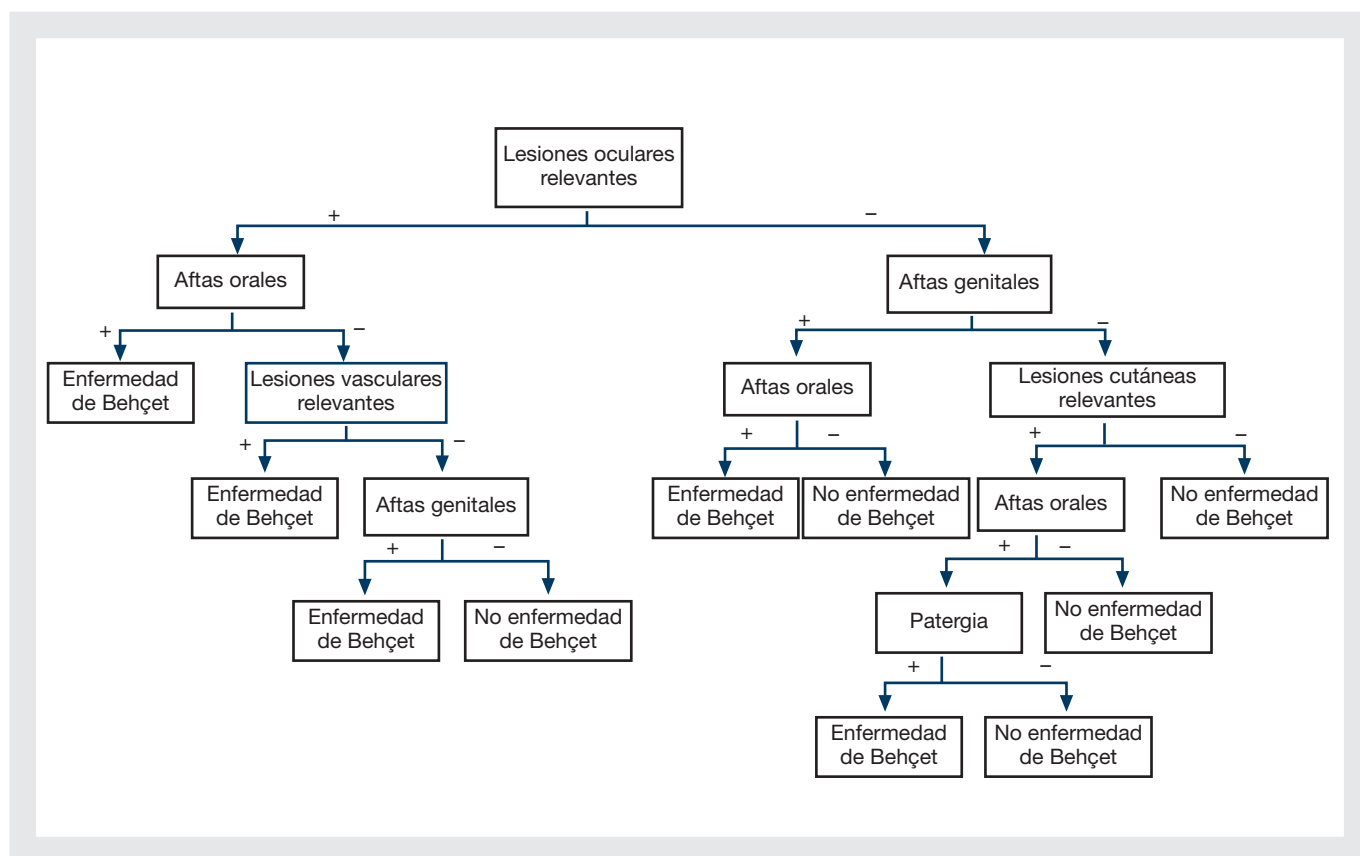 Lesiones oculares
relevantes
+
–
Aftas orales
Aftas genitales
+
–
+
–
Enfermedad
de Behçet
Lesiones vasculares
relevantes
Aftas orales
Lesiones cutáneas
relevantes
+
–
+
–
+
–
Enfermedad
de Behçet
Aftas genitales
Enfermedad
de Behçet
No enfermedad
de Behçet
Aftas orales
No enfermedad
de Behçet
+
–
+
–
Enfermedad
de Behçet
No enfermedad
de Behçet
Patergia
No enfermedad
de Behçet
+
–
Enfermedad
de Behçet
No enfermedad
de Behçet